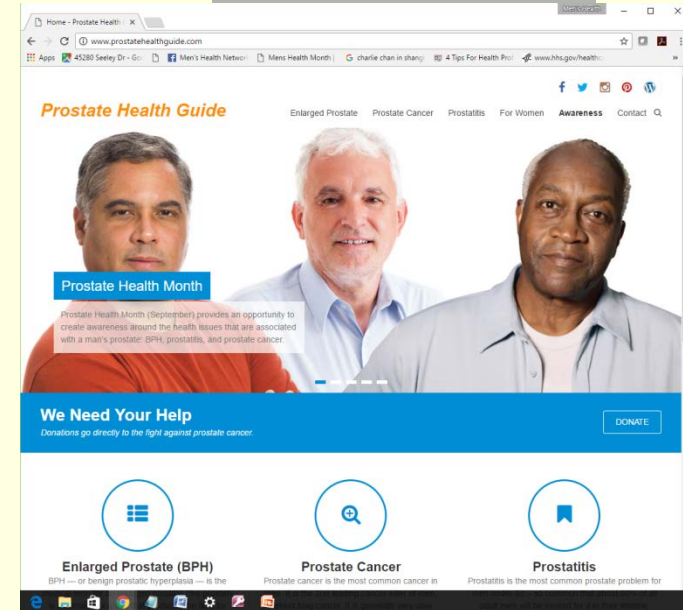 Men's Health
Home - Prostate Health
www.prostatehealthguide.com
Apps 45280 Seeley Dr - Go Men's Health Network Mens Health Month | charlie chan in shang 4 Tips For Health Prof www.hhs.gov/healthc »
Prostate Health Guide
Enlarged Prostate Prostate Cancer Prostatitis For Women Awareness Contact
Prostate Health Month
Prostate Health Month (September) provides an opportunity to
create awareness around the health issues that are associated
with a man's prostate: BPH, prostatitis, and prostate cancer.
We Need Your Help
Donations go directly to the fight against prostate cancer.
DONATE
Enlarged Prostate (BPH)
BPH — or benign prostatic hyperplasia — is the
Prostate Cancer
Prostate cancer is the most common cancer in
Prostatitis
Prostatitis is the most common prostate problem for